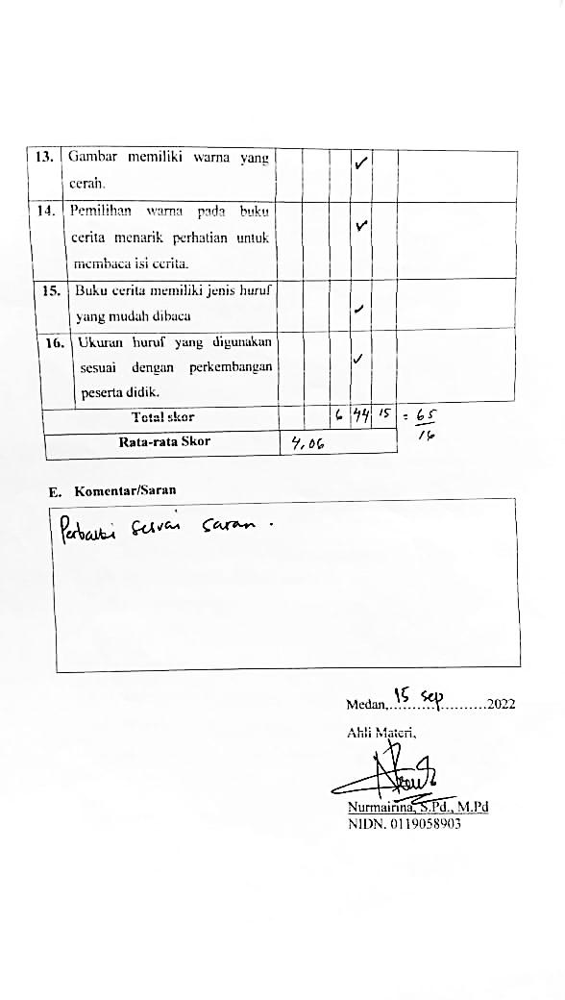 13. Gambar memiliki warna yang ✓
cerah.
14. Pemilihan warna pada buku ✓
cerita menarik perhatian untuk
membaca isi cerita.
15. Buku cerita memiliki jenis huruf ✓
yang mudah dibaca
16. Ukuran huruf yang digunakan ✓
sesuai dengan perkembangan
peserta didik.
Total skor 6 44 15 = 65
16
Rata-rata Skor 4,06
E. Komentar/Saran
Perbaiki sesuai saran.
Medan, 15 sep 2022
Ahli Materi,
Nurmairina, S.Pd., M.Pd
NIDN. 0119058903